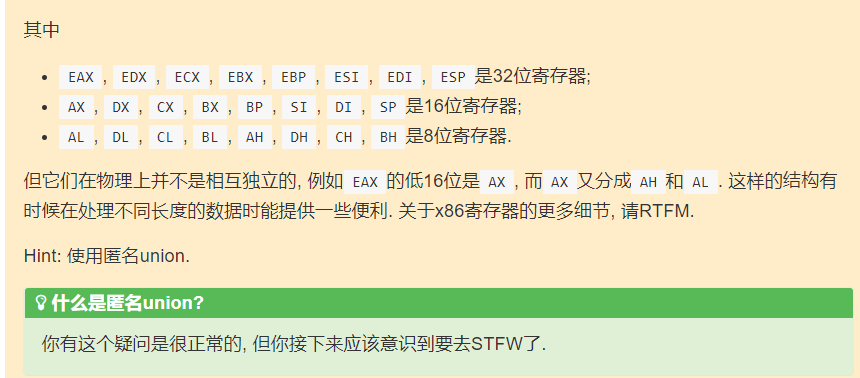 其中
• EAX , EDX , ECX , EBX , EBP , ESI , EDI , ESP 是32位寄存器;
• AX , DX , CX , BX , BP , SI , DI , SP 是16位寄存器;
• AL , DL , CL , BL , AH , DH , CH , BH 是8位寄存器.
但它们在物理上并不是相互独立的, 例如 EAX 的低16位是 AX , 而 AX 又分成 AH 和 AL . 这样的结构有
时候在处理不同长度的数据时能提供一些便利. 关于x86寄存器的更多细节, 请RTFM.
Hint: 使用匿名union.
什么是匿名union?
你有这个疑问是很正常的, 但你接下来应该意识到要去STFW了.